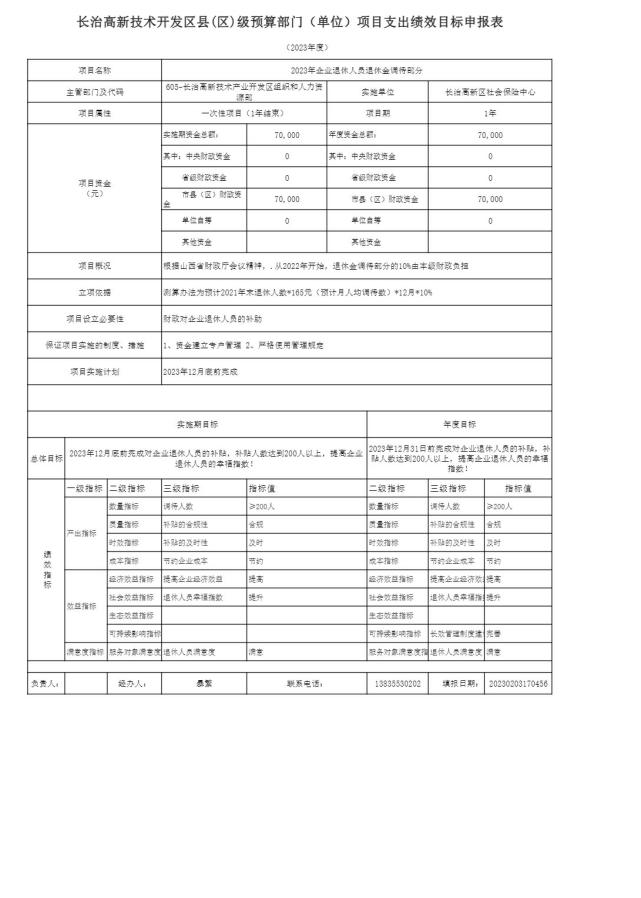 长治高新技术开发区县(区)级预算部门（单位）项目支出绩效目标申报表
（2023年度）
项目名称 2023年企业退休人员退休金调待部分
主管部门及代码 605-长治高新技术产业开发区组织和人力资源部 实施单位 长治高新区社会保险中心
项目属性 一次性项目（1年结束） 项目期 1年
项目资金（元） 实施期资金总额： 70,000 年度资金总额： 70,000
其中：中央财政资金 0 其中：中央财政资金 0
省级财政资金 0 省级财政资金 0
市县（区）财政资金 70,000 市县（区）财政资金 70,000
单位自筹 0 单位自筹 0
其他资金 其他资金
项目概况 根据山西省财政厅会议精神，.从2022年开始，退休金调待部分的10%由本级财政负担
立项依据 测算办法为预计2021年末退休人数*165元（预计月人均调待数）*12月*10%
项目设立必要性 财政对企业退休人员的补助
保证项目实施的制度、措施 1、资金建立专户管理 2、严格使用管理规定
项目实施计划 2023年12月底前完成
实施期目标 年度目标
总体目标 2023年12月底前完成对企业退休人员的补贴，补贴人数达到200人以上，提高企业退休人员的幸福指数！ 2023年12月31日前完成对企业退休人员的补贴，补贴人数达到200人以上，提高企业退休人员的幸福指数！
绩效指标 一级指标 二级指标 三级指标 指标值 二级指标 三级指标 指标值
产出指标 数量指标 调待人数 ≥200人 数量指标 调待人数 ≥200人
质量指标 补贴的合规性 合规 质量指标 补贴的合规性 合规
时效指标 补贴的及时性 及时 时效指标 补贴的及时性 及时
成本指标 节约企业成本 节约 成本指标 节约企业成本 节约
效益指标 经济效益指标 提高企业经济效益 提高 经济效益指标 提高企业经济效 提高
社会效益指标 退休人员幸福指数 提升 社会效益指标 退休人员幸福指 提升
生态效益指标 生态效益指标
可持续影响指标 可持续影响指标 长效管理制度建 完善
满意度指标 服务对象满意度 退休人员满意度 满意 服务对象满意度指 退休人员满意度 满意
负责人： 经办人： 暴繁 联系电话： 13835530202 填报日期： 20230203170456